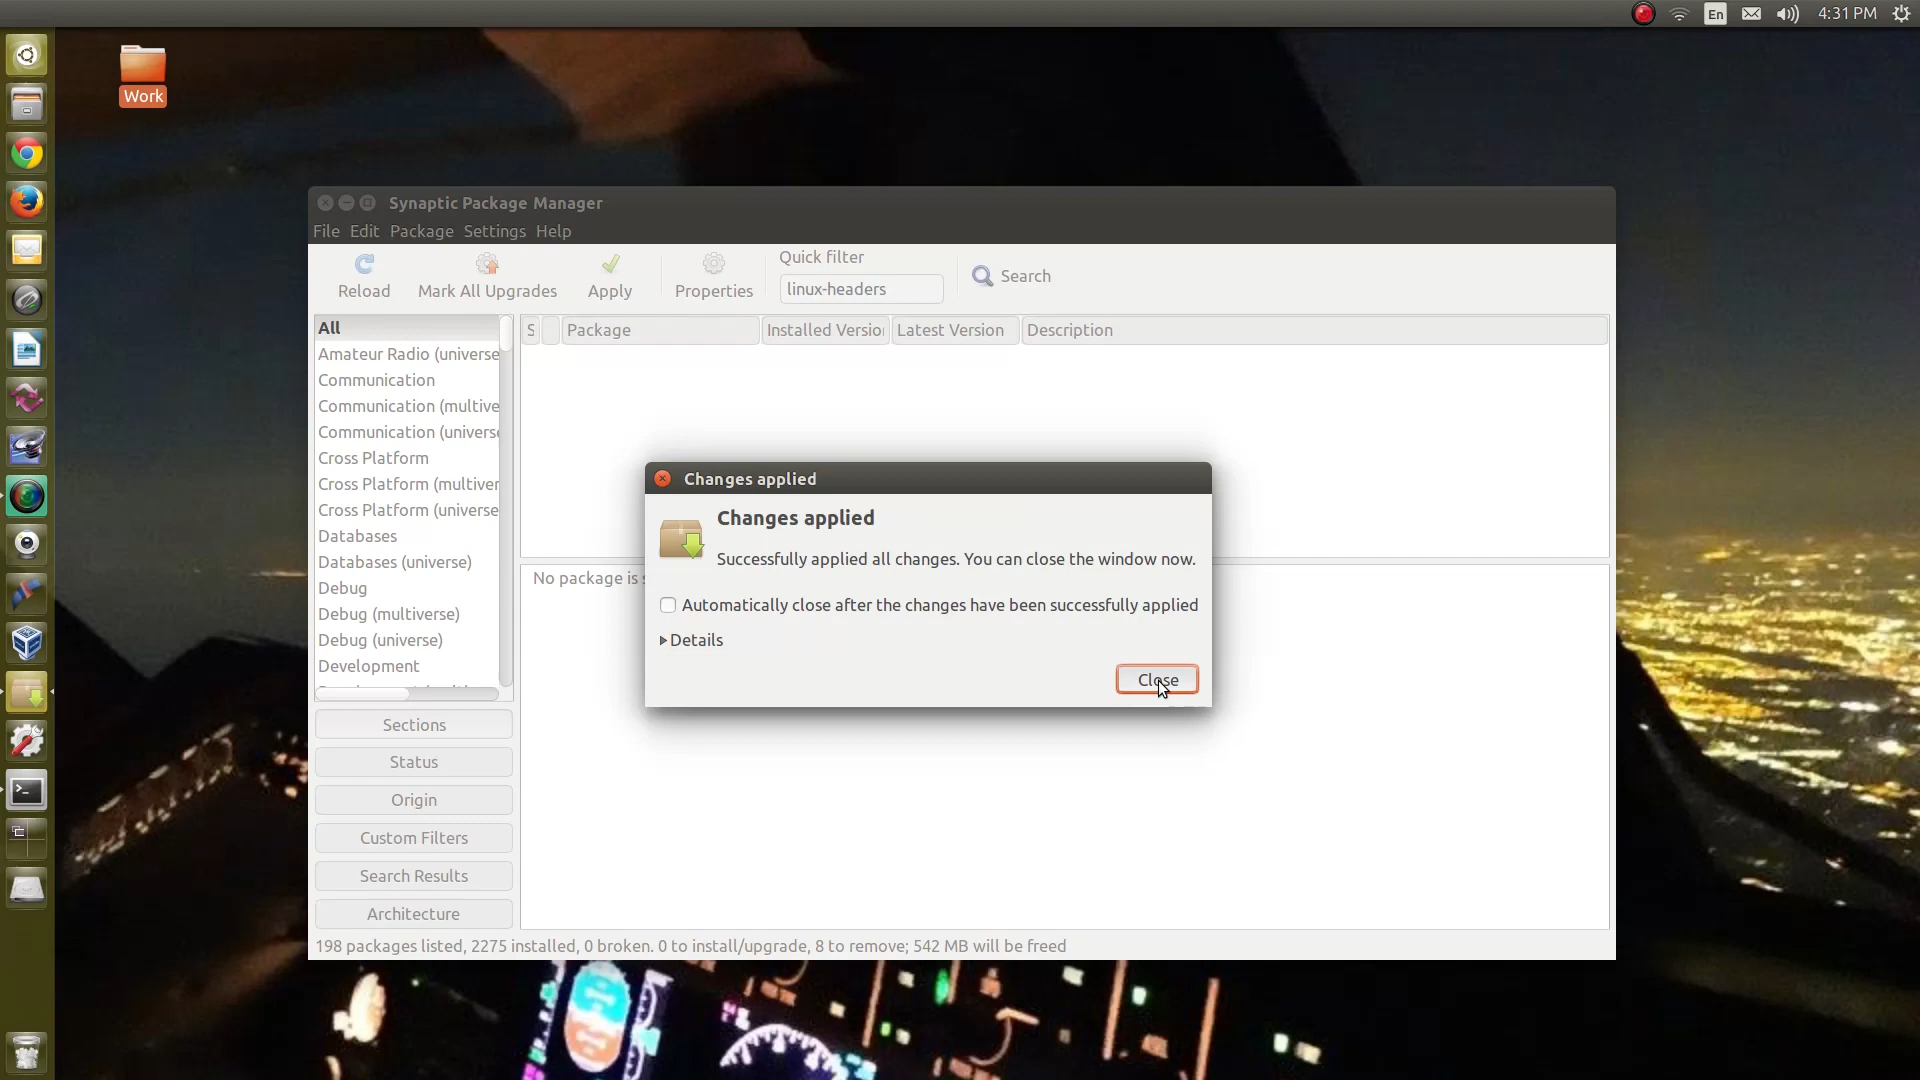 En
4:31 PM
Work
Synaptic Package Manager
File Edit Package Settings Help
Reload
Mark All Upgrades
Apply
Properties
Quick filter
linux-headers
Search
All
Amateur Radio (universe
Communication
Communication (multive
Communication (univers
Cross Platform
Cross Platform (multiver
Cross Platform (universe
Databases
Databases (universe)
Debug
Debug (multiverse)
Debug (universe)
Development
S
Package
Installed Versio
Latest Version
Description
No package is
Changes applied
Changes applied
Successfully applied all changes. You can close the window now.
Automatically close after the changes have been successfully applied
Details
Close
Sections
Status
Origin
Custom Filters
Search Results
Architecture
198 packages listed, 2275 installed, 0 broken. 0 to install/upgrade, 8 to remove; 542 MB will be freed